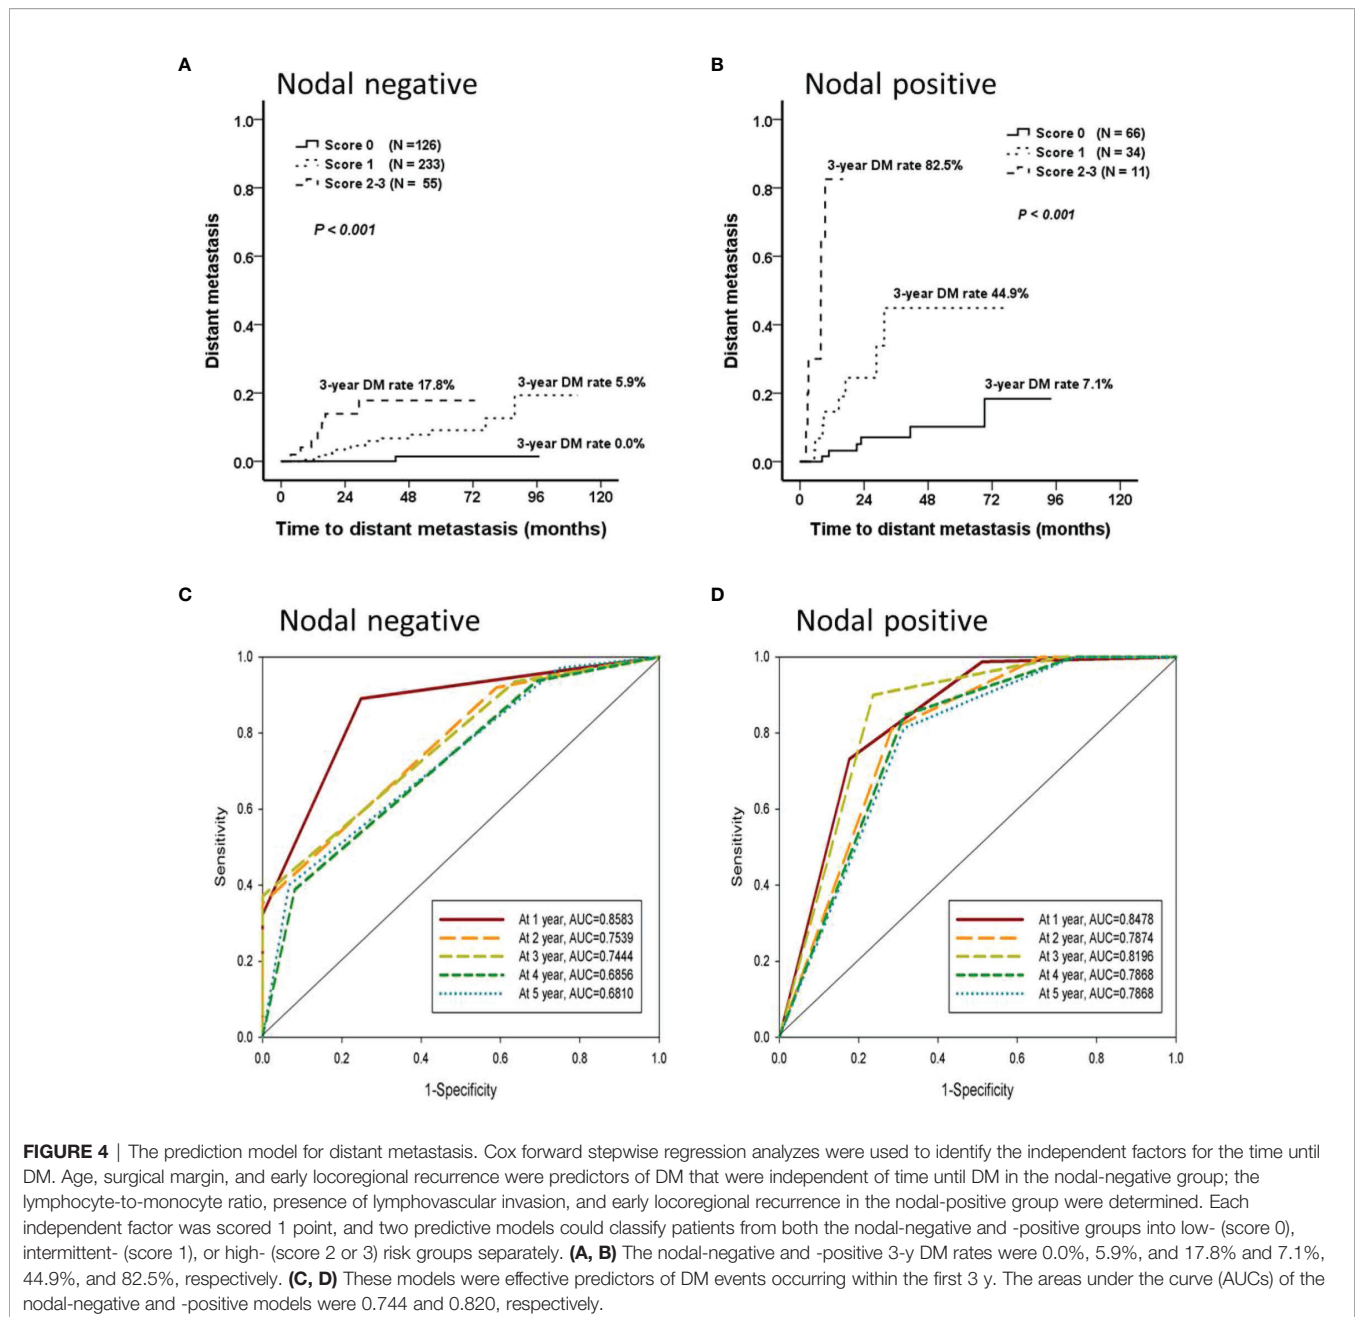 A
Nodal negative
1.0
0.8
0.6
0.4
0.2
0.0
Distant metastasis
Score 0 (N =126)
Score 1 (N = 233)
Score 2-3 (N = 55)
P < 0.001
3-year DM rate 17.8%
3-year DM rate 5.9%
3-year DM rate 0.0%
0 24 48 72 96 120
Time to distant metastasis (months)
B
Nodal positive
1.0
0.8
0.6
0.4
0.2
0.0
Distant metastasis
Score 0 (N = 66)
Score 1 (N = 34)
Score 2-3 (N = 11)
P < 0.001
3-year DM rate 82.5%
3-year DM rate 44.9%
3-year DM rate 7.1%
0 24 48 72 96 120
Time to distant metastasis (months)
C
Nodal negative
1.0
0.8
0.6
0.4
0.2
0.0
Sensitivity
At 1 year, AUC=0.8583
At 2 year, AUC=0.7539
At 3 year, AUC=0.7444
At 4 year, AUC=0.6856
At 5 year, AUC=0.6810
0.0 0.2 0.4 0.6 0.8 1.0
1-Specificity
D
Nodal positive
1.0
0.8
0.6
0.4
0.2
0.0
Sensitivity
At 1 year, AUC=0.8478
At 2 year, AUC=0.7874
At 3 year, AUC=0.8196
At 4 year, AUC=0.7868
At 5 year, AUC=0.7868
0.0 0.2 0.4 0.6 0.8 1.0
1-Specificity
FIGURE 4 | The prediction model for distant metastasis. Cox forward stepwise regression analyzes were used to identify the independent factors for the time until
DM. Age, surgical margin, and early locoregional recurrence were predictors of DM that were independent of time until DM in the nodal-negative group; the
lymphocyte-to-monocyte ratio, presence of lymphovascular invasion, and early locoregional recurrence in the nodal-positive group were determined. Each
independent factor was scored 1 point, and two predictive models could classify patients from both the nodal-negative and -positive groups into low- (score 0),
intermittent- (score 1), or high- (score 2 or 3) risk groups separately. (A, B) The nodal-negative and -positive 3-y DM rates were 0.0%, 5.9%, and 17.8% and 7.1%,
44.9%, and 82.5%, respectively. (C, D) These models were effective predictors of DM events occurring within the first 3 y. The areas under the curve (AUCs) of the
nodal-negative and -positive models were 0.744 and 0.820, respectively.